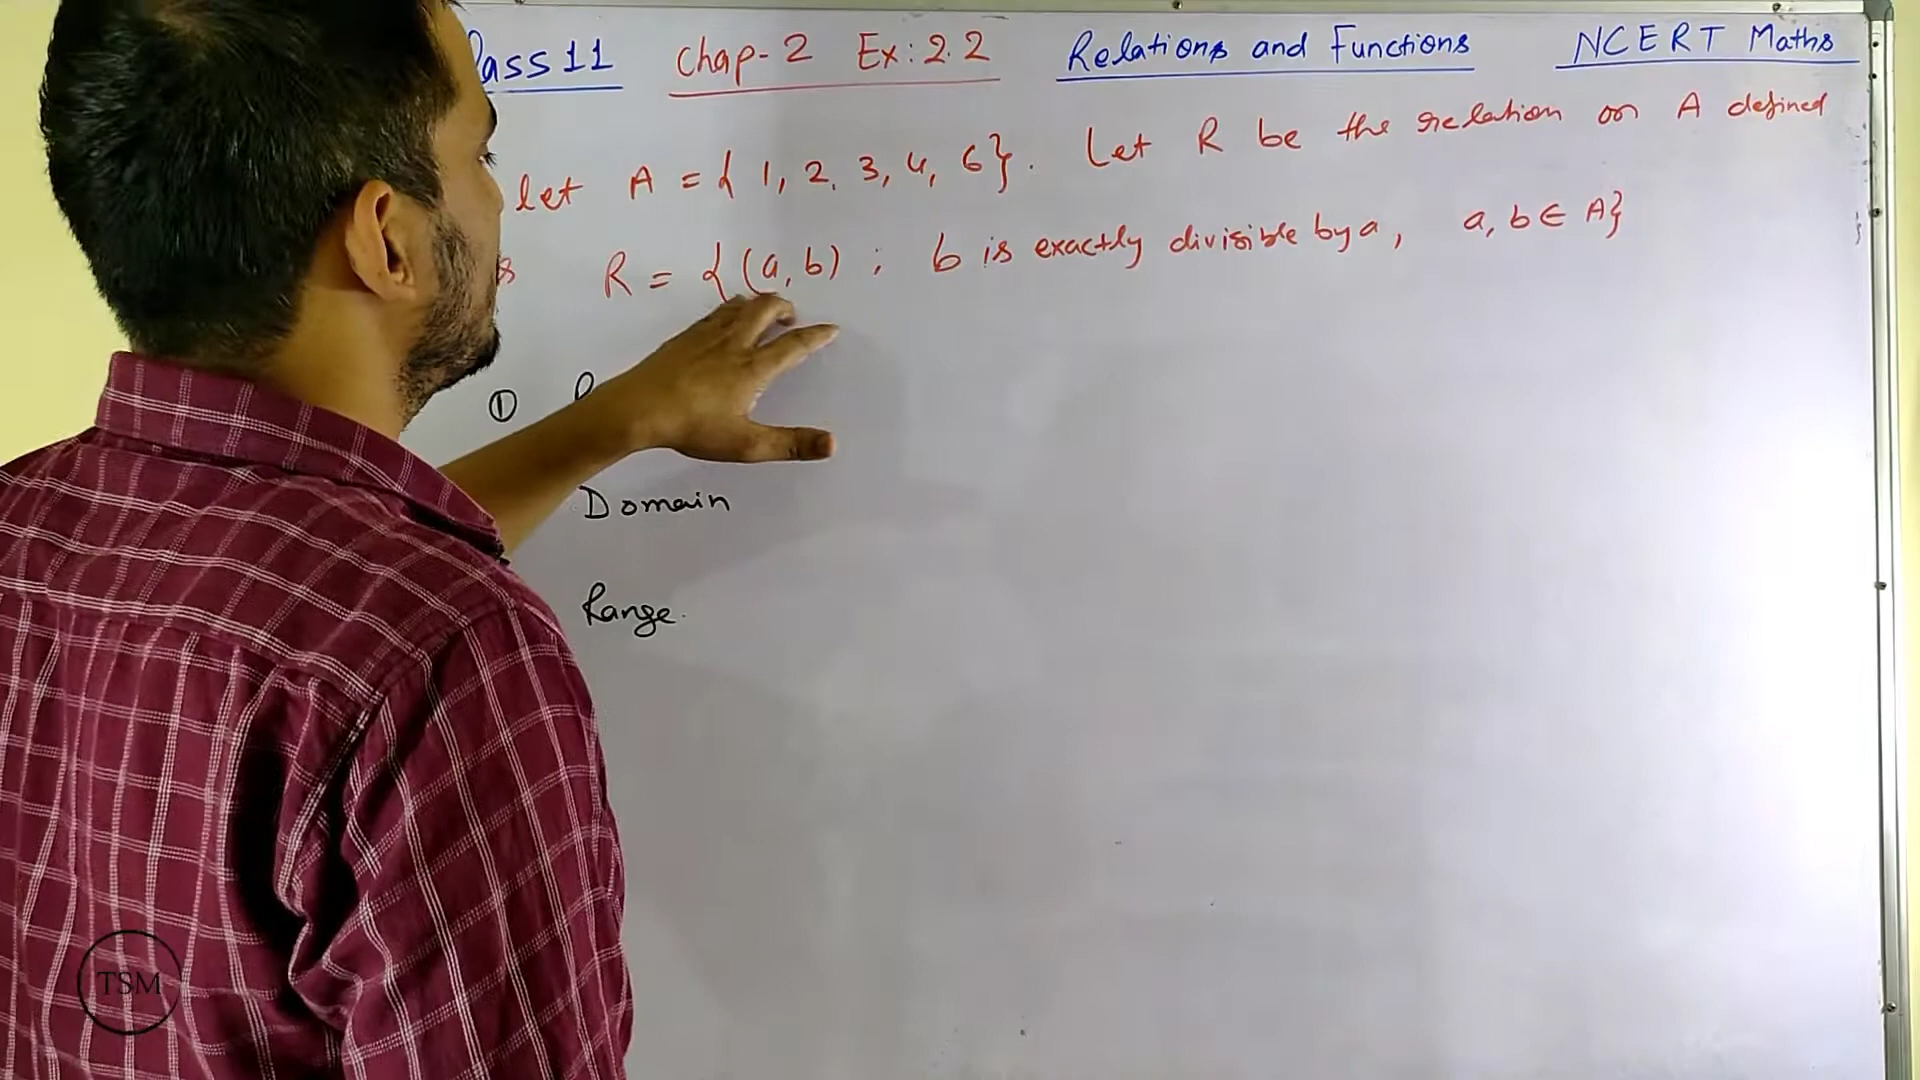 ass 11 Chap-2 Ex: 2.2 Relations and Functions NCERT Maths
let A = { 1, 2, 3, 4, 6}. Let R be the relation on A defined
R = {(a, b) ; b is exactly divisible by a, a, b ∈ A}
①
Domain
Range.
TSM